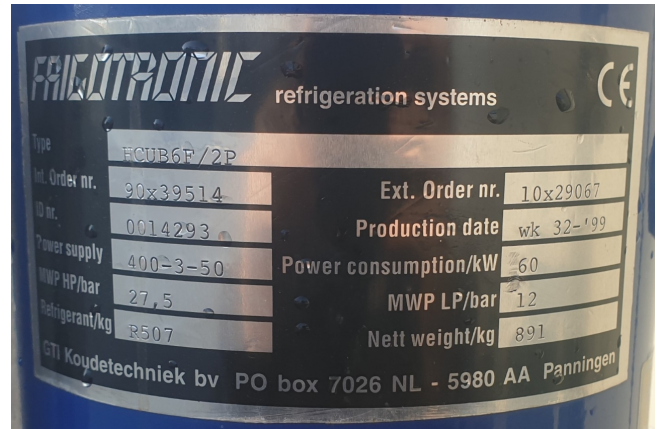 FRIGOTRONIC refrigeration systems CE
Type HCUB6F/2P
Int. Order nr. 90x39514 Ext. Order nr. 10x29067
ID nr. 0014293 Production date wk 32-'99
Power supply 400-3-50 Power consumption/kW 60
MWP HP/bar 27,5 MWP LP/bar 12
Refrigerant/kg R507 Nett weight/kg 891
GTI Koudetechniek bv PO box 7026 NL - 5980 AA Panningen